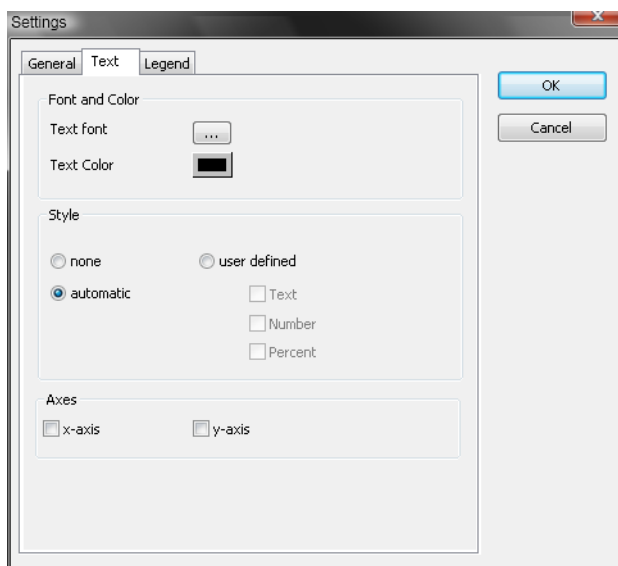 Settings
General Text Legend
OK
Cancel
Font and Color
Text font ...
Text Color
Style
none user defined
automatic Text
Number
Percent
Axes
x-axis y-axis